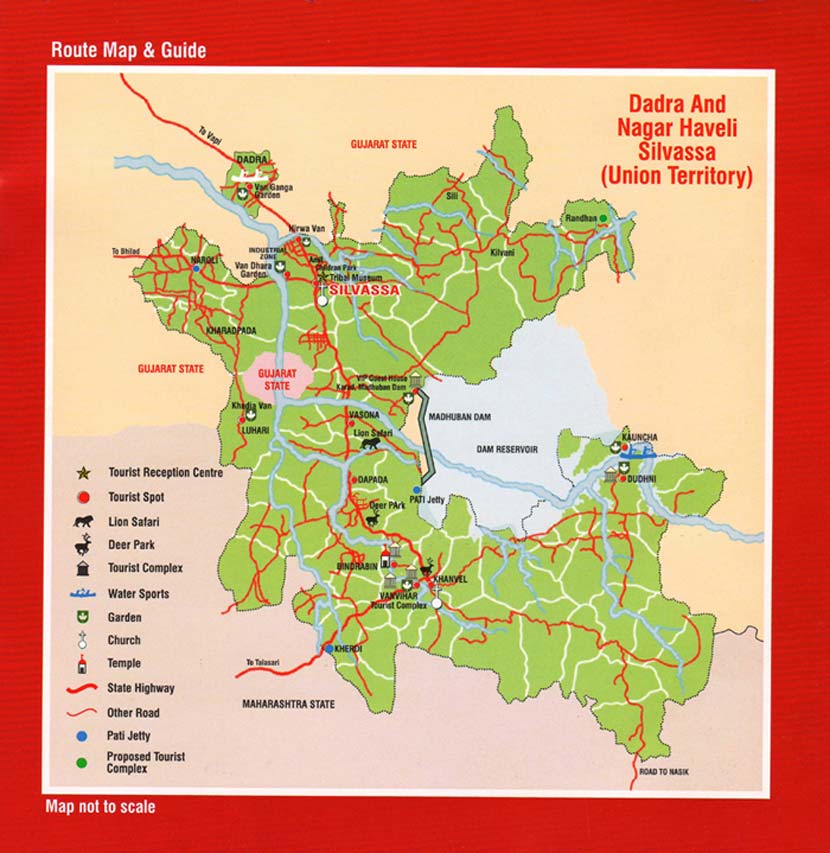 Route Map & Guide
Dadra And
Nagar Haveli
Silvassa
(Union Territory)
To Vapi
GUJARAT STATE
DADRA
Van Ganga
Garden
Sili
Randhan
Kilvani
Hirwa Van
To Bhilad
NAROLI
INDUSTRIAL
ZONE
Van Dhara
Garden
Children Park
Tribal Museum
SILVASSA
KHARADPADA
GUJARAT STATE
GUJARAT
STATE
VIP Guest House
Karad, Madhuban Dam
Khadia Van
LUHARI
VASONA
MADHUBAN DAM
Lion Safari
DAM RESERVOIR
KAUNCHA
DUDHNI
DAPADA
PATI Jetty
Deer PArk
BINDRABIN
KHANVEL
VANVIHAR
Tourist Complex
KHERDI
To Talasari
MAHARASHTRA STATE
ROAD TO NASIK
Tourist Reception Centre
Tourist Spot
Lion Safari
Deer Park
Tourist Complex
Water Sports
Garden
Church
Temple
State Highway
Other Road
Pati Jetty
Proposed Tourist
Complex
Map not to scale